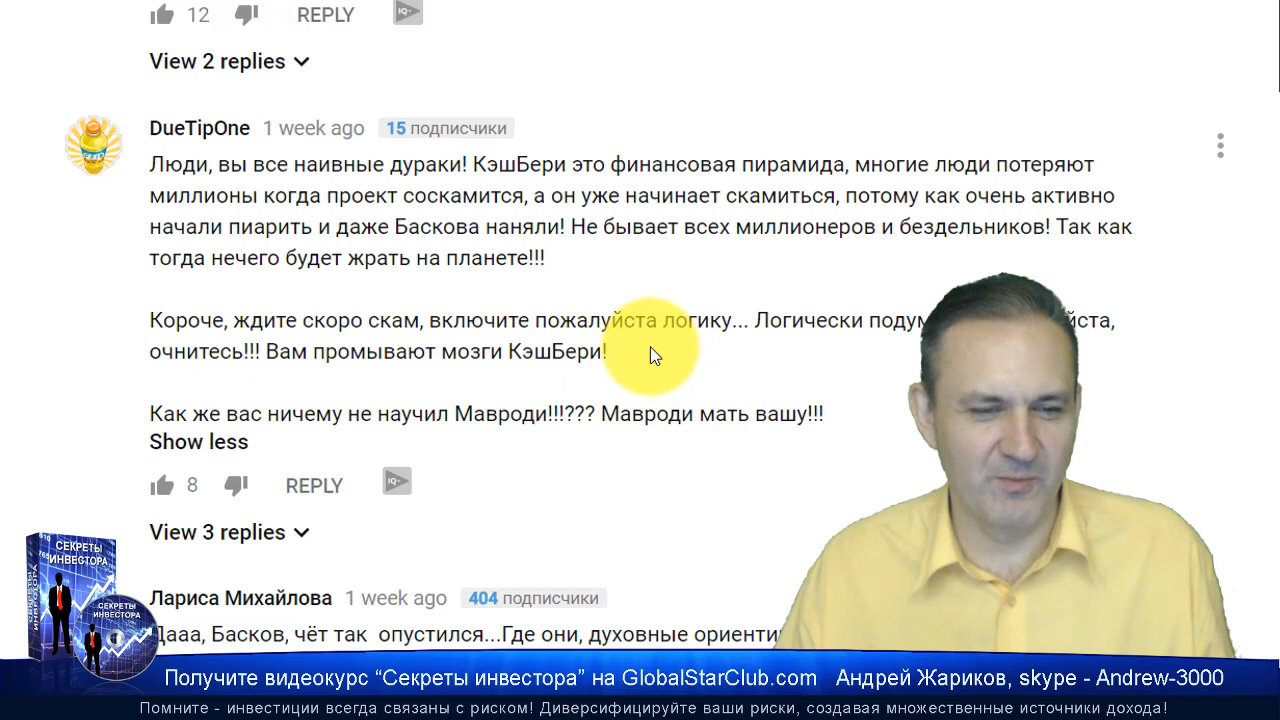 12 REPLY IQ+
View 2 replies
DueTipOne 1 week ago 15 подписчики
Люди, вы все наивные дураки! КэшБери это финансовая пирамида, многие люди потеряют
миллионы когда проект соскамится, а он уже начинает скамиться, потому как очень активно
начали пиарить и даже Баскова наняли! Не бывает всех миллионеров и бездельников! Так как
тогда нечего будет жрать на планете!!!
Короче, ждите скоро скам, включите пожалуйста логику... Логически
очнитесь!!! Вам промывают мозги КэшБери!
Как же вас ничему не научил Мавроди!!!??? Мавроди мать вашу!!!
Show less
8 REPLY IQ+
View 3 replies
СЕКРЕТЫ
ИНВЕСТОРА
СЕКРЕТЫ
ИНВЕСТОРА
Лариса Михайлова 1 week ago 404 подписчики
Дааа, Басков, чёт так опустился...Где они, духовные
Получите видеокурс “Секреты инвестора” на GlobalStarClub.com Андрей Жариков, skype - Andrew-3000
Помните - инвестиции всегда связаны с риском! Диверсифицируйте ваши риски, создавая множественные источники дохода!